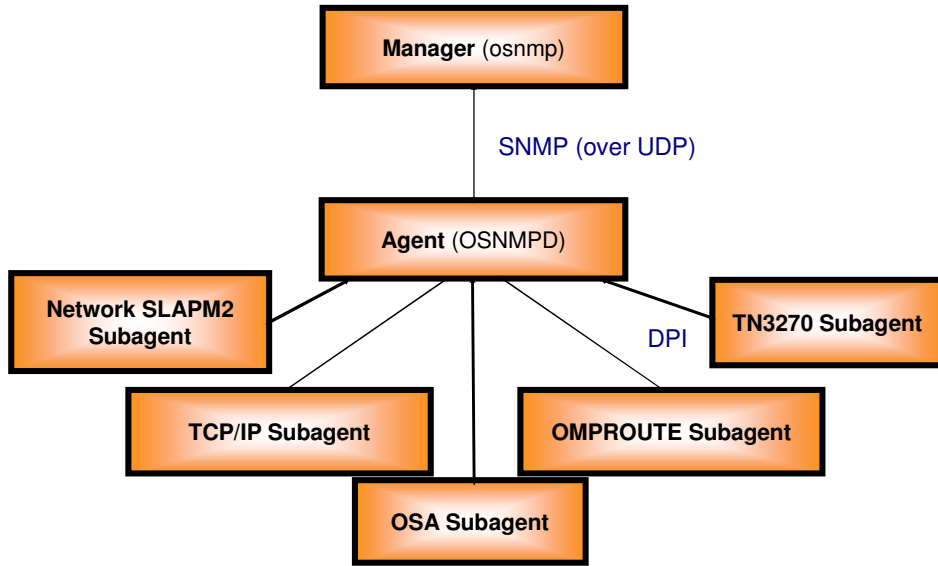 Manager (osnmp)
SNMP (over UDP)
Agent (OSNMPD)
Network SLAPM2
Subagent
TN3270 Subagent
DPI
TCP/IP Subagent
OMPROUTE Subagent
OSA Subagent